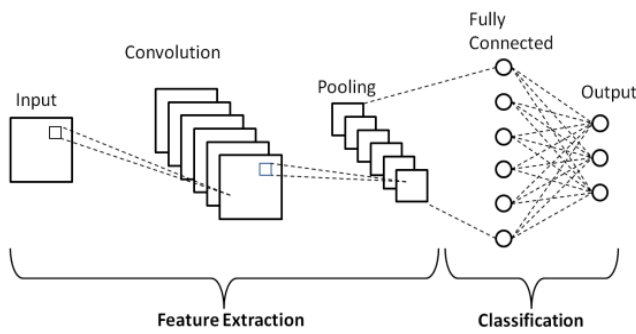 Input
Convolution
Pooling
Fully
Connected
Output
Feature Extraction
Classification